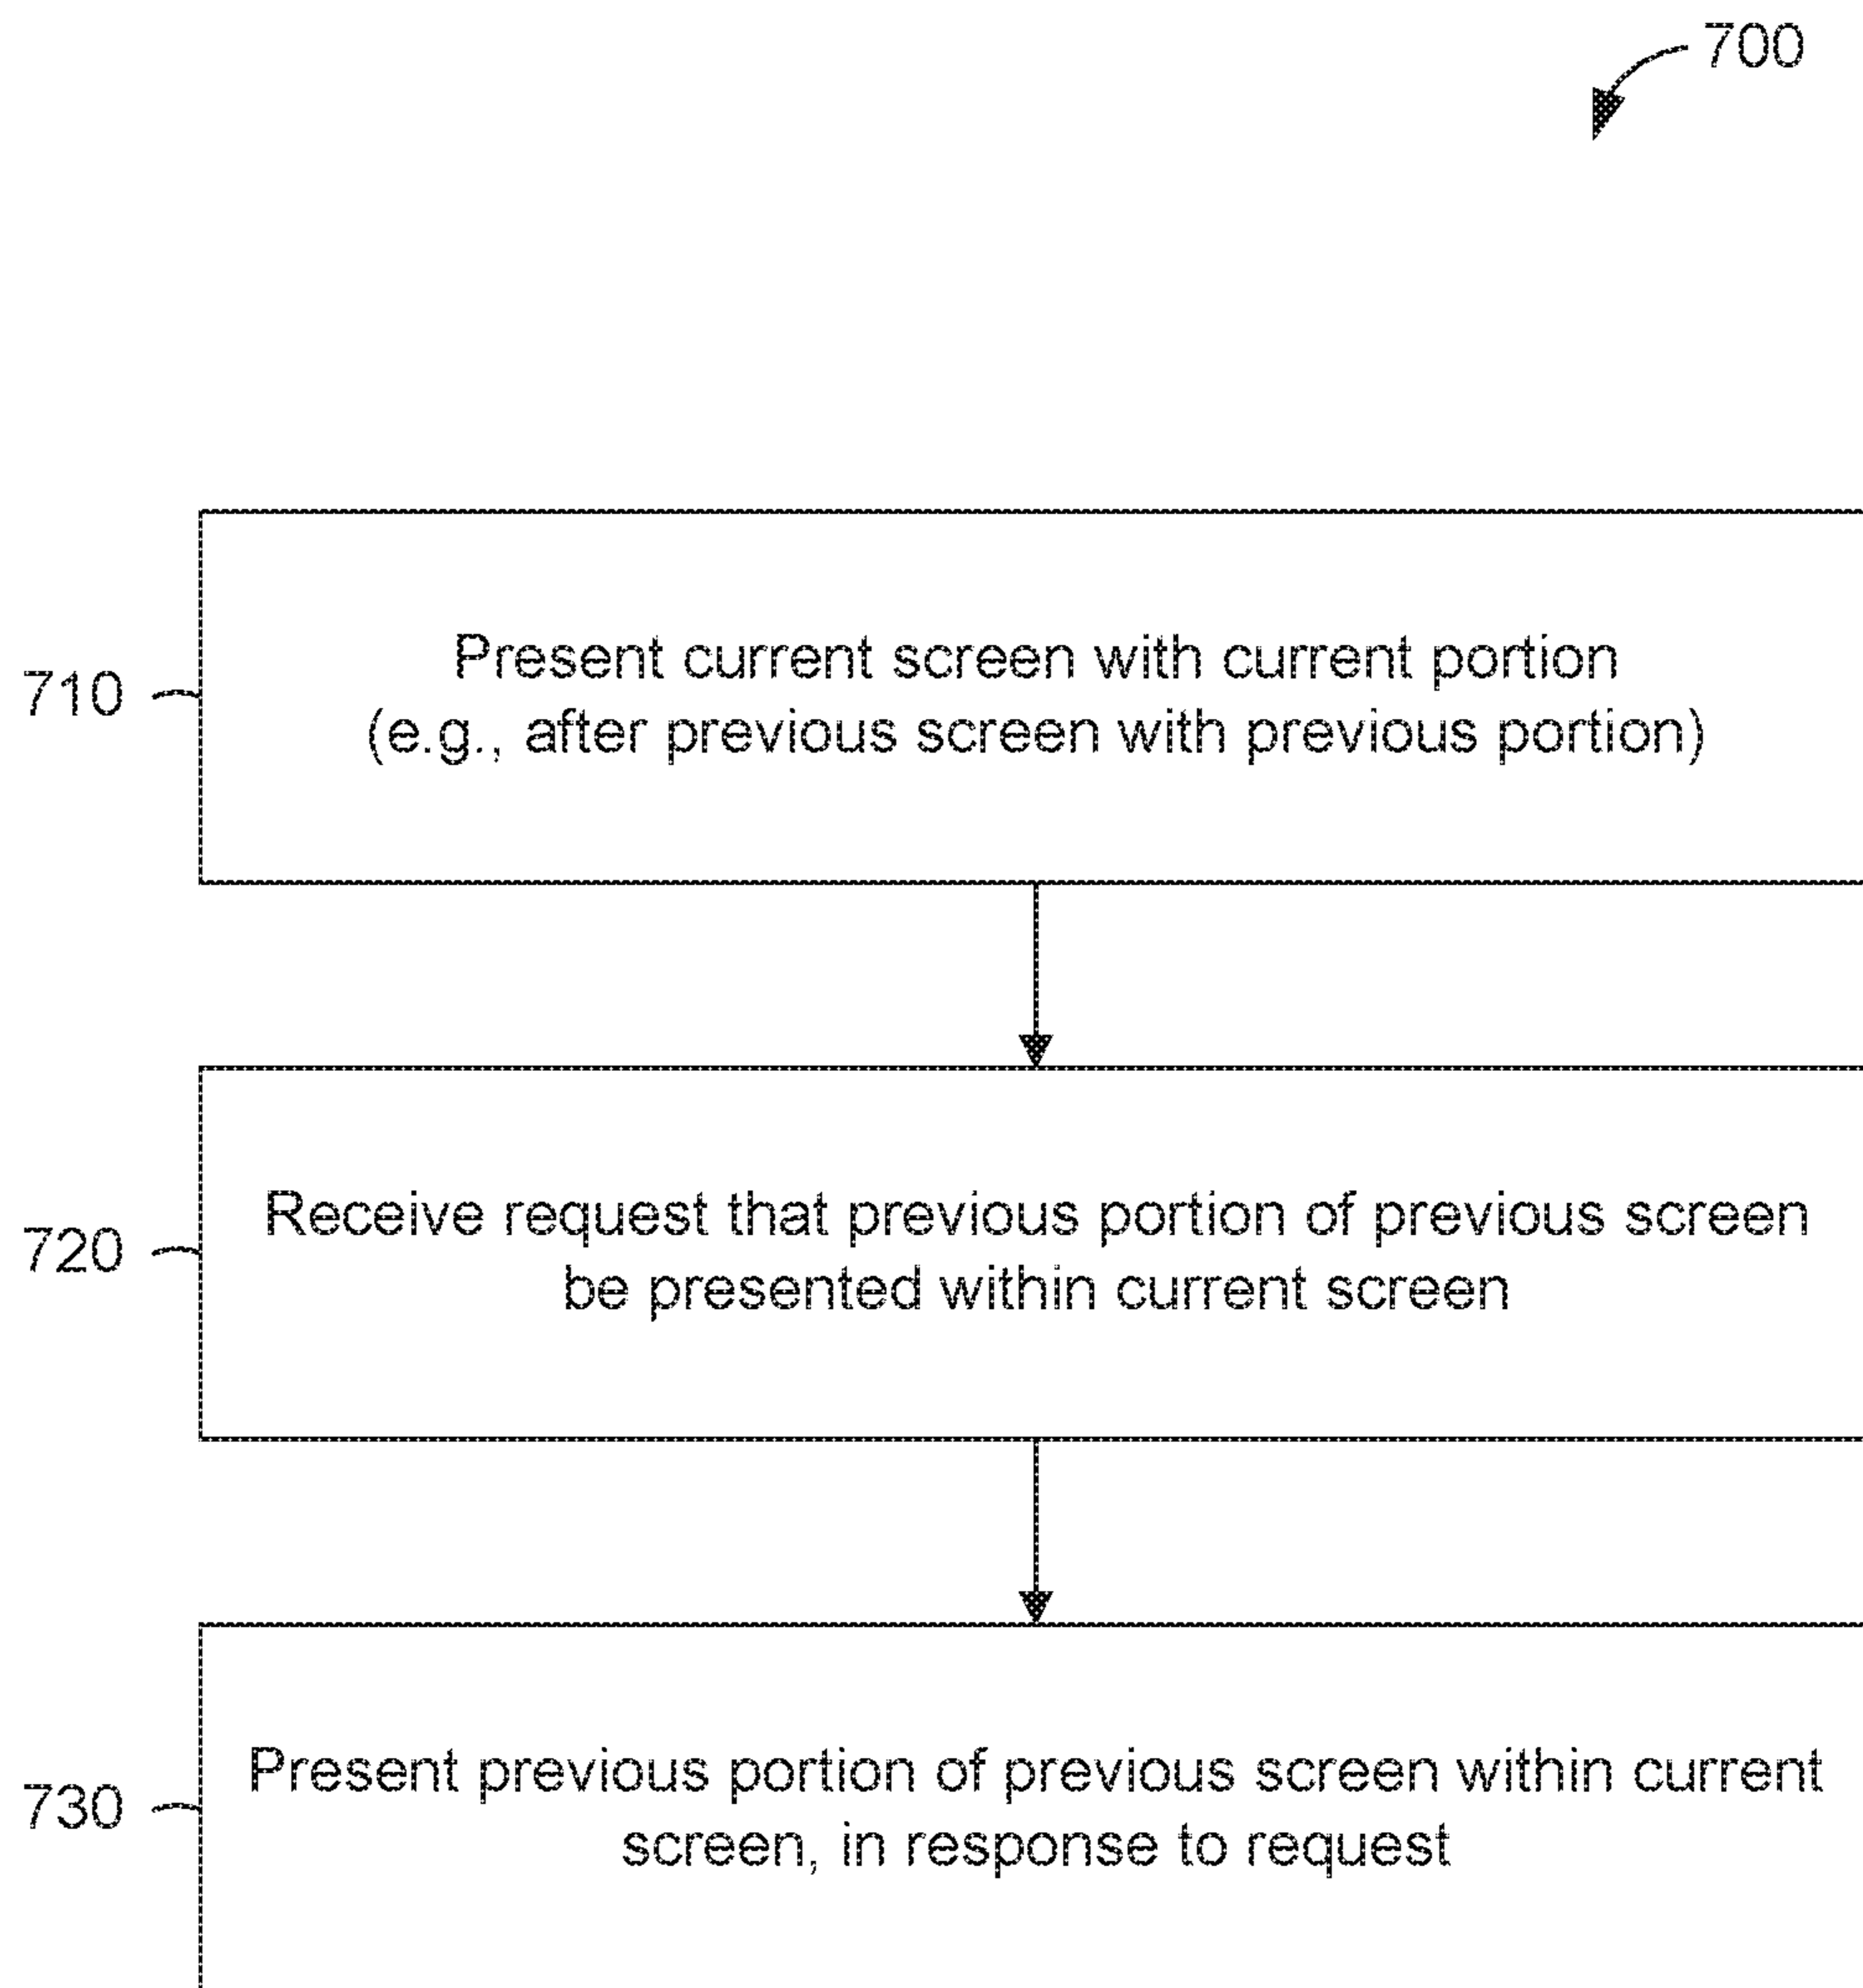 700
710
Present current screen with current portion
(e.g., after previous screen with previous portion)
720
Receive request that previous portion of previous screen
be presented within current screen
730
Present previous portion of previous screen within current
screen, in response to request